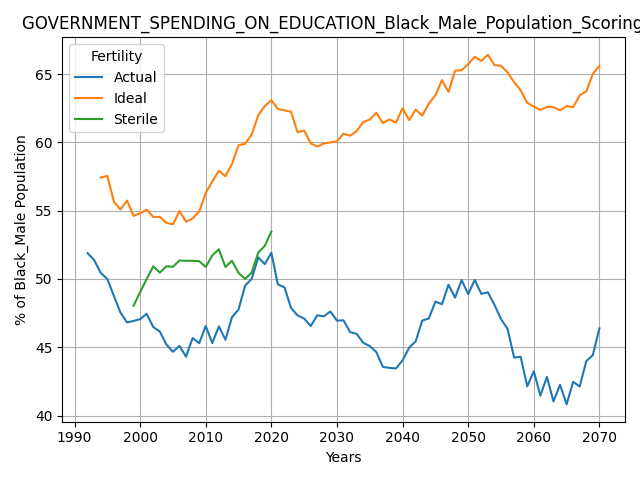 GOVERNMENT_SPENDING_ON_EDUCATION_Black_Male_Population_Scoring
Fertility
Actual
Ideal
Sterile
% of Black_Male Population
65
60
55
50
45
40
1990 2000 2010 2020 2030 2040 2050 2060 2070
Years